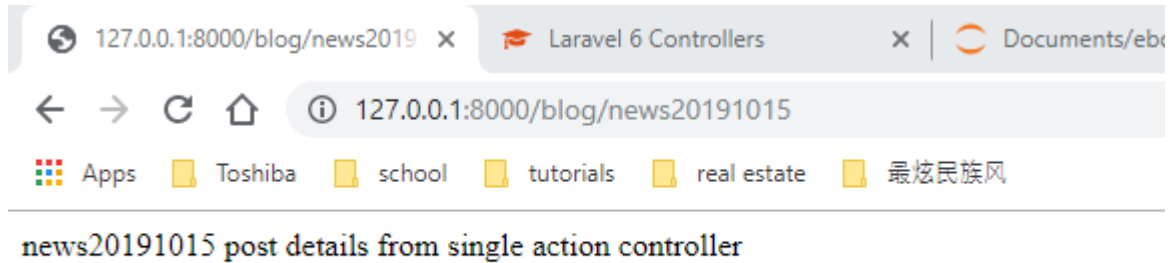 127.0.0.1:8000/blog/news2019
Laravel 6 Controllers
Documents/ebo
127.0.0.1:8000/blog/news20191015
Apps Toshiba school tutorials real estate 最炫民族风
news20191015 post details from single action controller